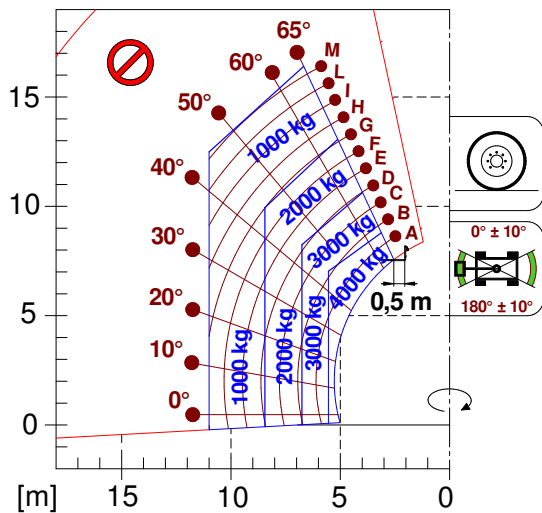 65°
60°
50°
40°
30°
20°
10°
0°
M
L
I
H
G
F
E
D
C
B
A
1000 kg
2000 kg
3000 kg
4000 kg
1000 kg
2000 kg
3000 kg
0,5 m
0° ± 10°
180° ± 10°
15
10
5
0
[m]
15
10
5
0